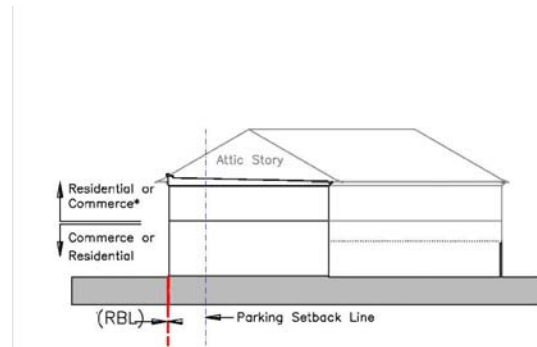 Attic Story
Residential or
Commerce*
Commerce or
Residential
(RBL)
Parking Setback Line